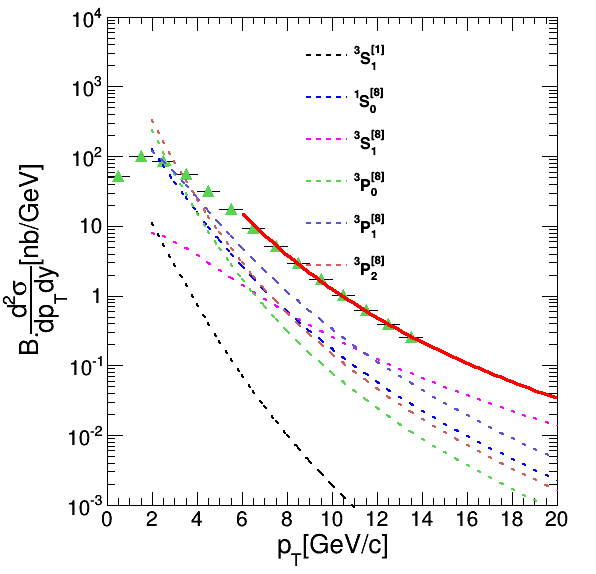 10⁴
10³
10²
10
1
10⁻¹
10⁻²
10⁻³
B·d²σ/dp_T dy[nb/GeV]
³S₁^[1]
¹S₀^[8]
³S₁^[8]
³P₀^[8]
³P₁^[8]
³P₂^[8]
0 2 4 6 8 10 12 14 16 18 20
p_T[GeV/c]